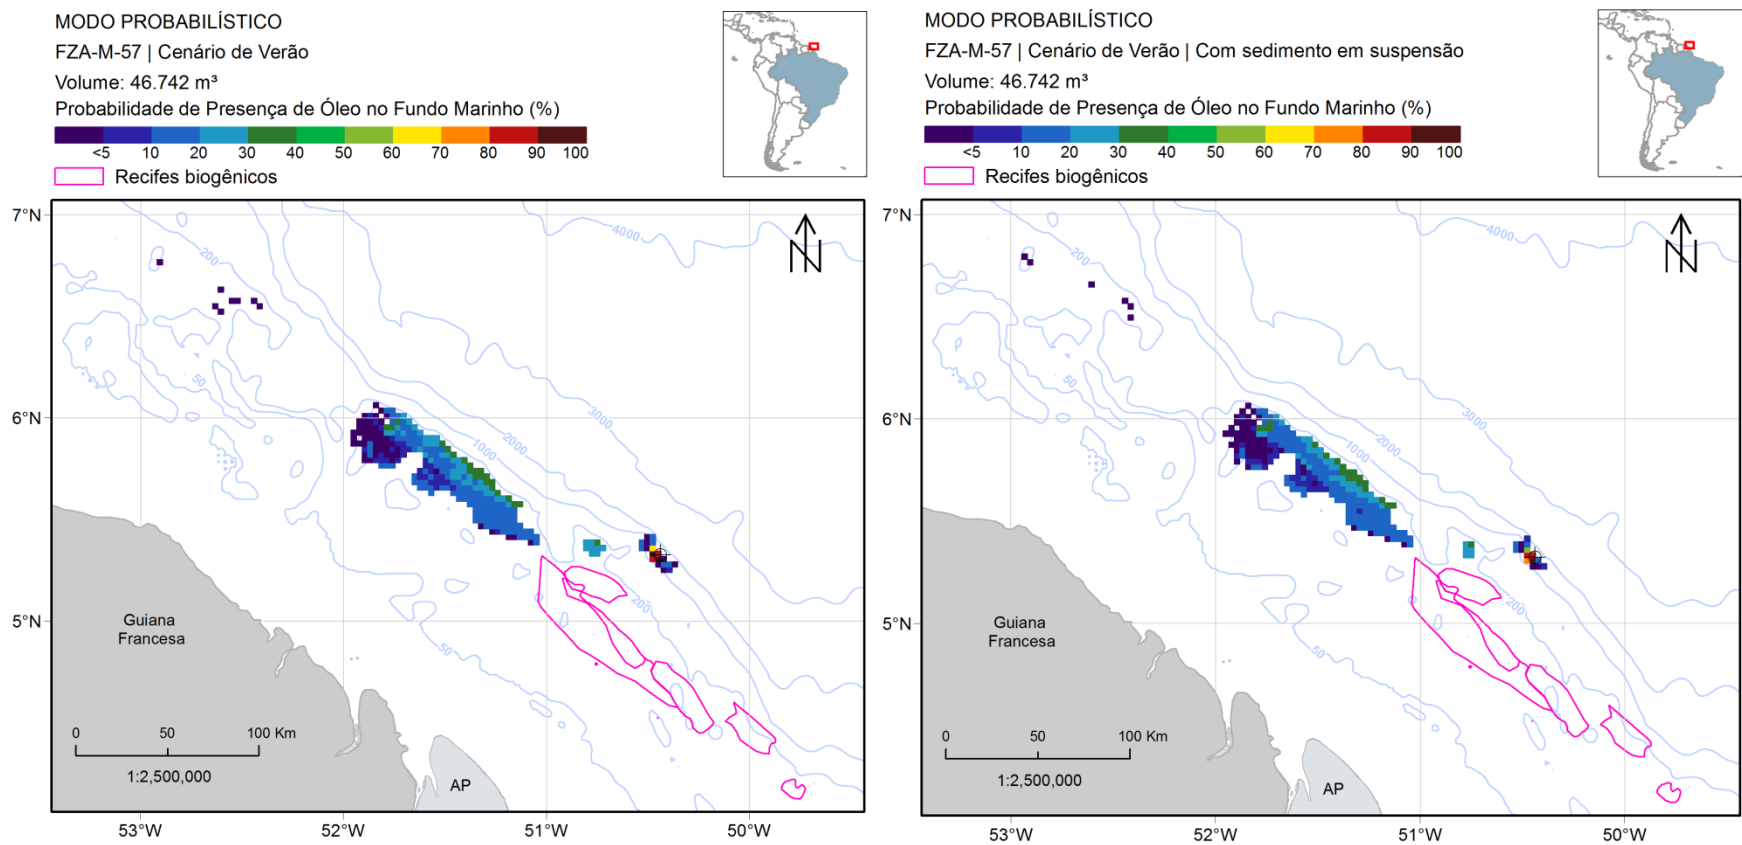 MODO PROBABILÍSTICO
FZA-M-57 | Cenário de Verão
Volume: 46.742 m³
Probabilidade de Presença de Óleo no Fundo Marinho (%)
<5 10 20 30 40 50 60 70 80 90 100
Recifes biogênicos
7°N
6°N
5°N
200
4000
50
3000
2000
1000
200
50
N
Guiana
Francesa
0 50 100 Km
1:2,500,000
AP
53°W 52°W 51°W 50°W
MODO PROBABILÍSTICO
FZA-M-57 | Cenário de Verão | Com sedimento em suspensão
Volume: 46.742 m³
Probabilidade de Presença de Óleo no Fundo Marinho (%)
<5 10 20 30 40 50 60 70 80 90 100
Recifes biogênicos
7°N
6°N
5°N
200
4000
50
3000
2000
1000
200
50
N
Guiana
Francesa
0 50 100 Km
1:2,500,000
AP
53°W 52°W 51°W 50°W